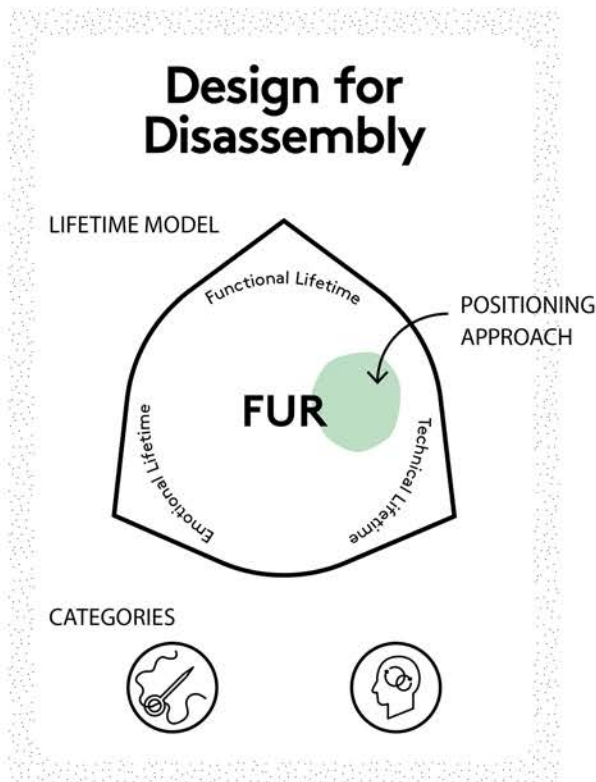 Design for
Disassembly
LIFETIME MODEL
Functional Lifetime
POSITIONING
APPROACH
FUR
Emotional Lifetime
Technical Lifetime
CATEGORIES